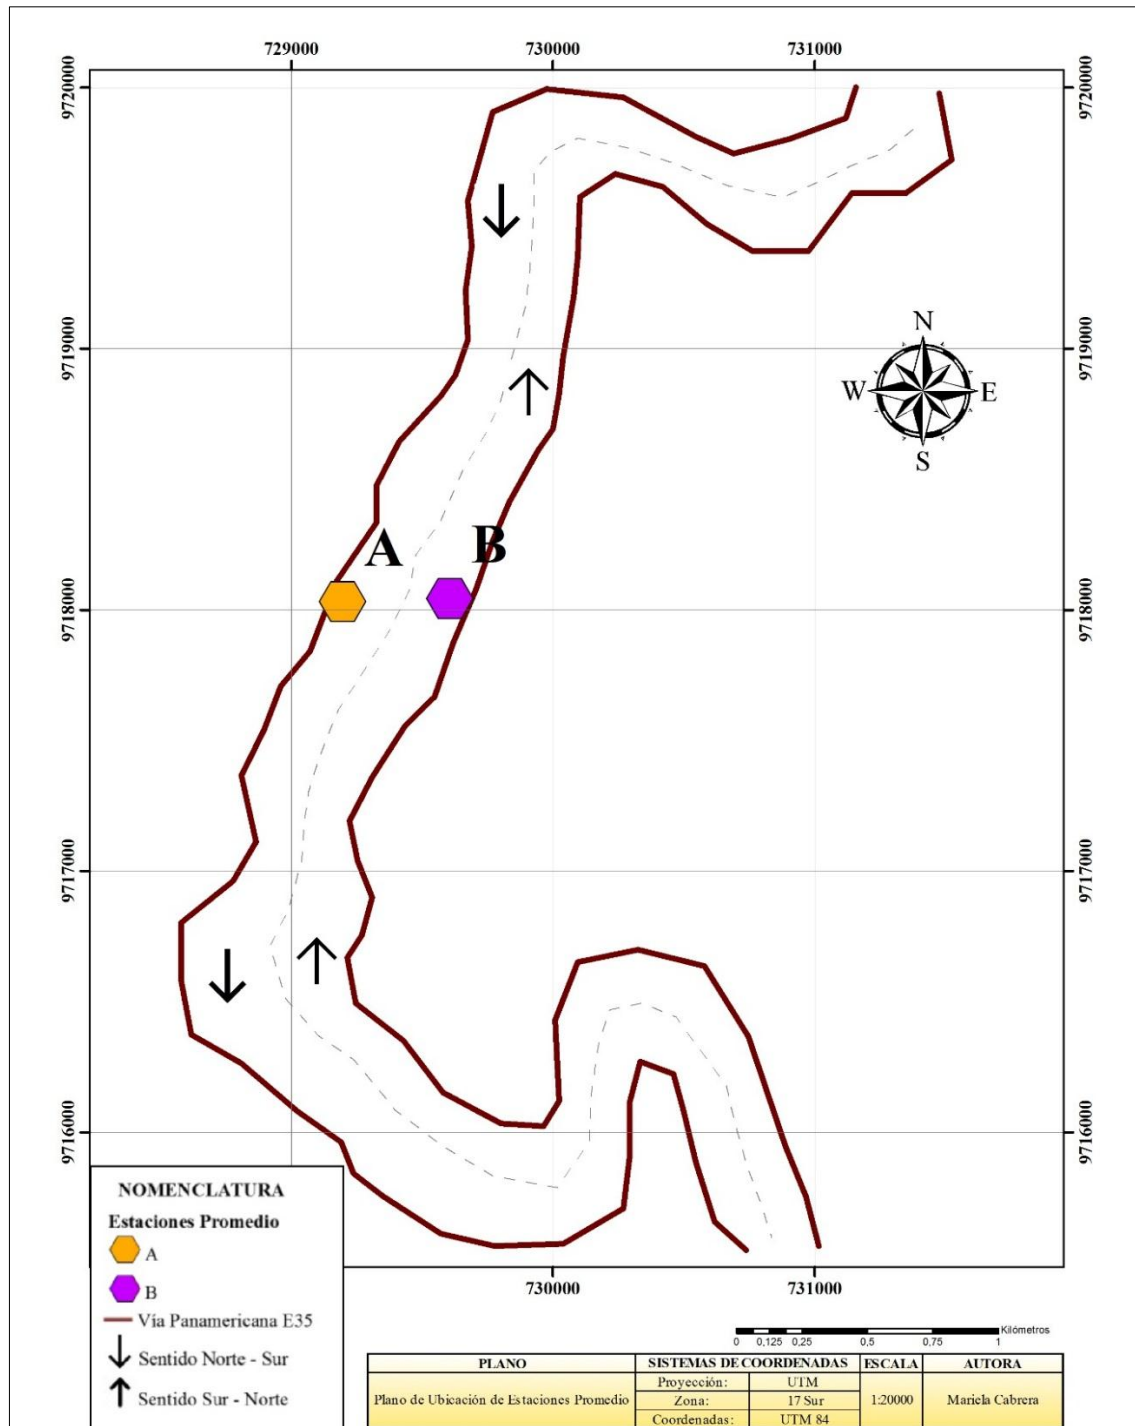 729000 730000 731000
9720000 9720000
N
9719000 9719000
W E
S
A B
9718000 9718000
9717000 9717000
9716000 9716000
NOMENCLATURA
Estaciones Promedio
A
B
Vía Panamericana E35
Sentido Norte - Sur
Sentido Sur - Norte
730000 731000
Kilómetros
0 0,125 0,25 0,5 0,75 1
PLANO SISTEMAS DE COORDENADAS ESCALA AUTORA
Plano de Ubicación de Estaciones Promedio Proyección: UTM 1:20000 Mariela Cabrera
Zona: 17 Sur
Coordenadas: UTM 84